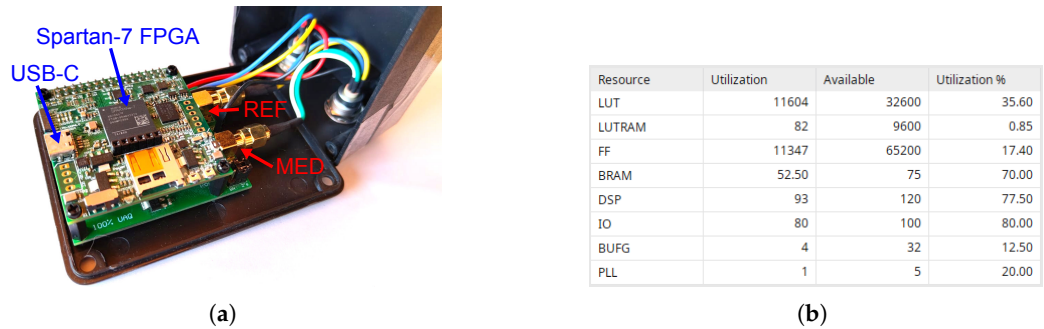 Spartan-7 FPGA
USB-C
REF
MED
100% UAQ
(a)
Resource Utilization Available Utilization %
LUT 11604 32600 35.60
LUTRAM 82 9600 0.85
FF 11347 65200 17.40
BRAM 52.50 75 70.00
DSP 93 120 77.50
IO 80 100 80.00
BUFG 4 32 12.50
PLL 1 5 20.00
(b)